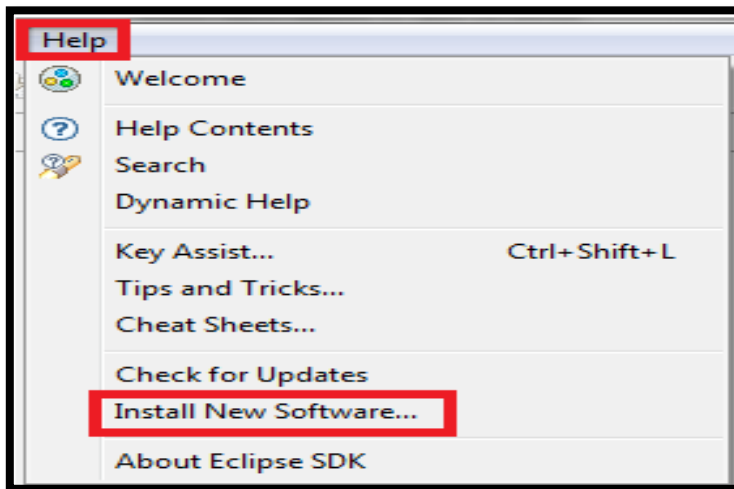 Help
Welcome
Help Contents
Search
Dynamic Help
Key Assist... Ctrl+Shift+L
Tips and Tricks...
Cheat Sheets...
Check for Updates
Install New Software...
About Eclipse SDK